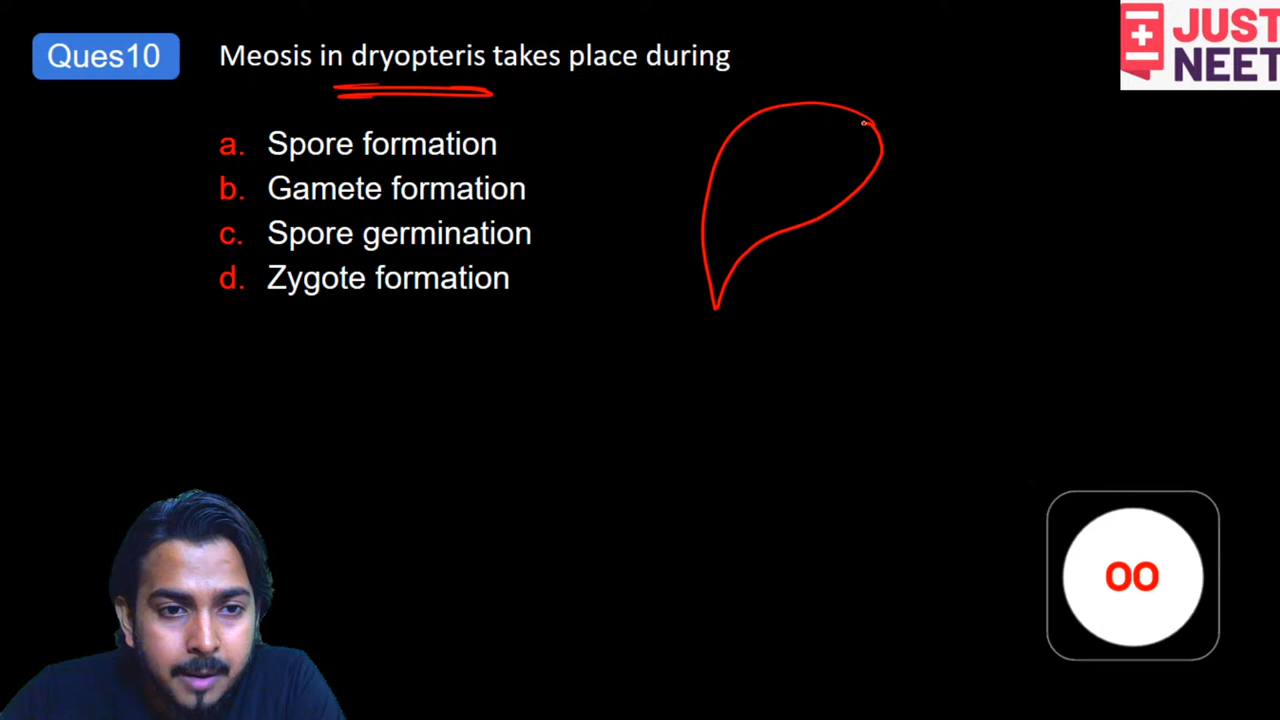 Ques10
Meosis in dryopteris takes place during
JUST
NEET
a. Spore formation
b. Gamete formation
c. Spore germination
d. Zygote formation
00